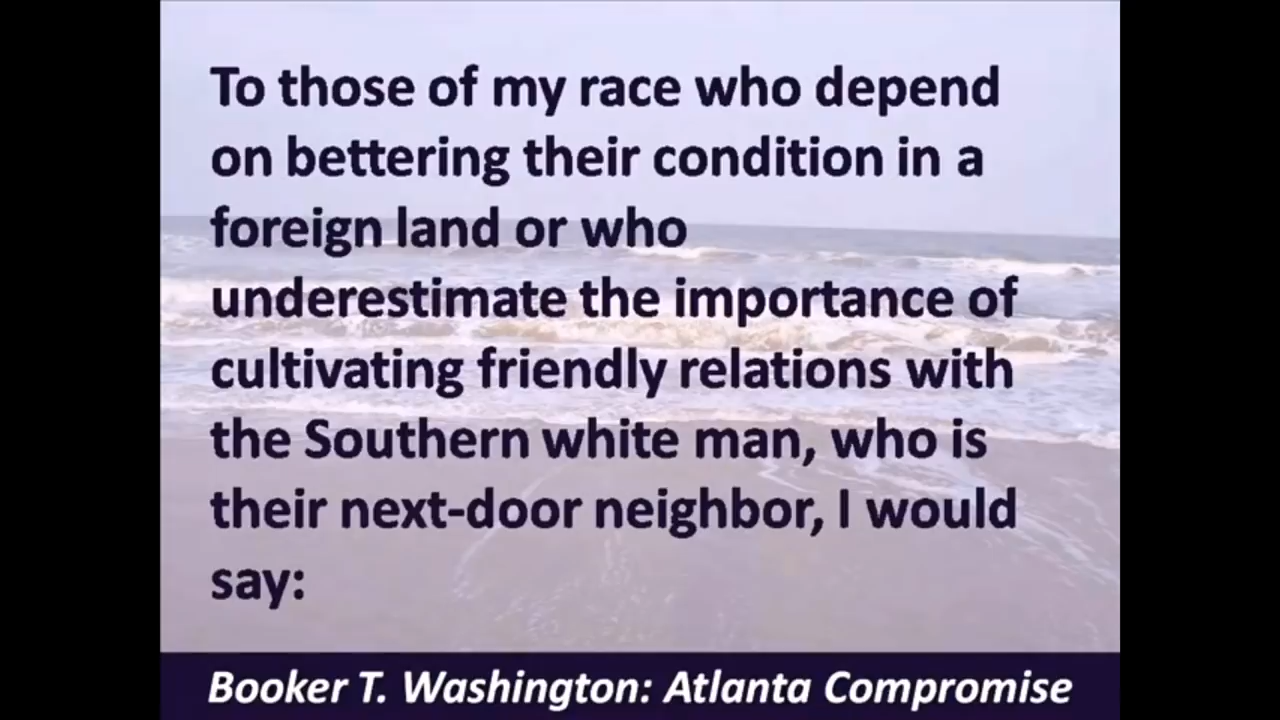 To those of my race who depend
on bettering their condition in a
foreign land or who
underestimate the importance of
cultivating friendly relations with
the Southern white man, who is
their next-door neighbor, I would
say:
Booker T. Washington: Atlanta Compromise